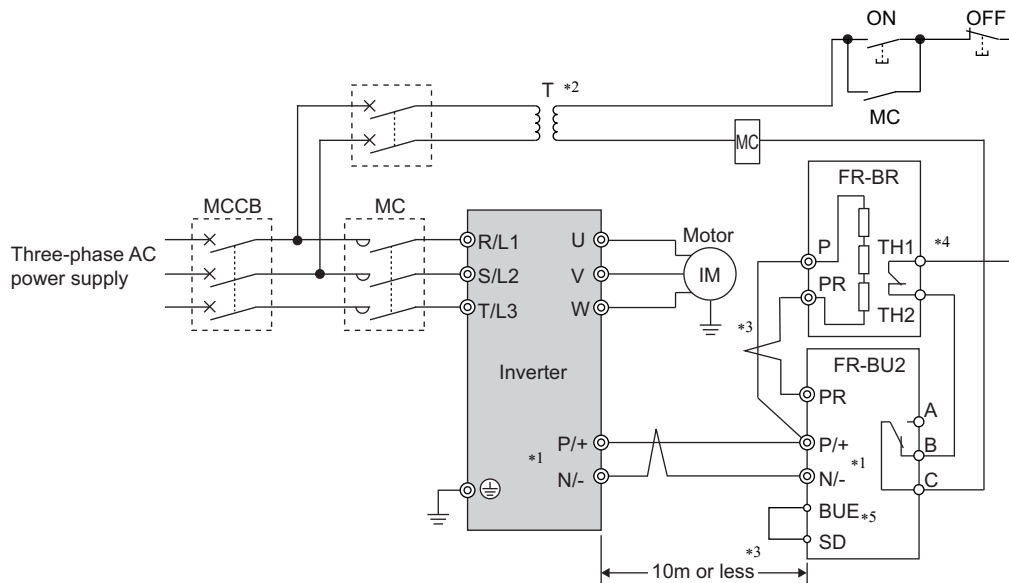 ON
OFF
T *2
MC
MC
FR-BR
MCCB
MC
Three-phase AC
power supply
R/L1
S/L2
T/L3
U
V
W
Motor
IM
P
PR
TH1
TH2
*4
*3
FR-BU2
Inverter
PR
A
B
C
P/+
N/-
*1
P/+
N/-
*1
BUE
*5
SD
*3
10m or less